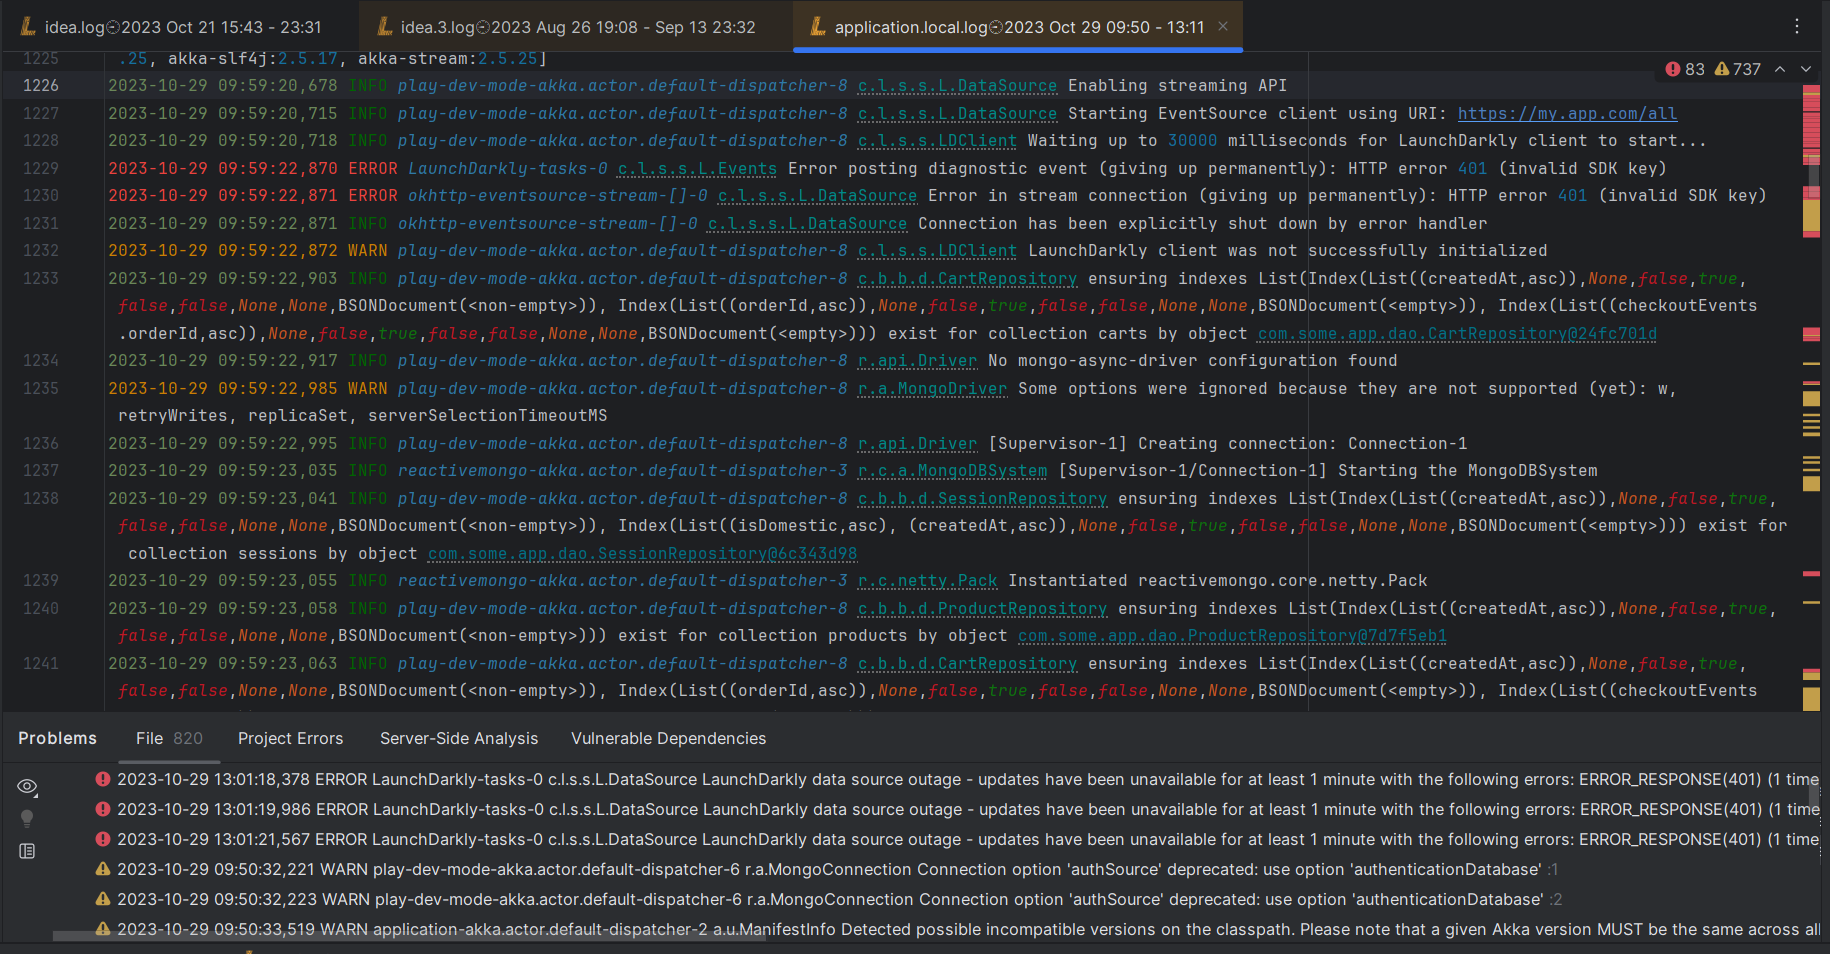 idea.log 2023 Oct 21 15:43 - 23:31
idea.3.log 2023 Aug 26 19:08 - Sep 13 23:32
application.local.log 2023 Oct 29 09:50 - 13:11
83 737
1225 .25, akka-slf4j:2.5.17, akka-stream:2.5.25]
1226 2023-10-29 09:59:20,678 INFO play-dev-mode-akka.actor.default-dispatcher-8 c.l.s.s.L.DataSource Enabling streaming API
1227 2023-10-29 09:59:20,715 INFO play-dev-mode-akka.actor.default-dispatcher-8 c.l.s.s.L.DataSource Starting EventSource client using URI: https://my.app.com/all
1228 2023-10-29 09:59:20,718 INFO play-dev-mode-akka.actor.default-dispatcher-8 c.l.s.s.LDClient Waiting up to 30000 milliseconds for LaunchDarkly client to start...
1229 2023-10-29 09:59:22,870 ERROR LaunchDarkly-tasks-0 c.l.s.s.L.Events Error posting diagnostic event (giving up permanently): HTTP error 401 (invalid SDK key)
1230 2023-10-29 09:59:22,871 ERROR okhttp-eventsource-stream-[]-0 c.l.s.s.L.DataSource Error in stream connection (giving up permanently): HTTP error 401 (invalid SDK key)
1231 2023-10-29 09:59:22,871 INFO okhttp-eventsource-stream-[]-0 c.l.s.s.L.DataSource Connection has been explicitly shut down by error handler
1232 2023-10-29 09:59:22,872 WARN play-dev-mode-akka.actor.default-dispatcher-8 c.l.s.s.LDClient LaunchDarkly client was not successfully initialized
1233 2023-10-29 09:59:22,903 INFO play-dev-mode-akka.actor.default-dispatcher-8 c.b.b.d.CartRepository ensuring indexes List(Index(List((createdAt,asc)),None,false,true,
false,false,None,None,BSONDocument(<non-empty>)), Index(List((orderId,asc)),None,false,true,false,false,None,None,BSONDocument(<empty>)), Index(List((checkoutEvents
.orderId,asc)),None,false,true,false,false,None,None,BSONDocument(<empty>))) exist for collection carts by object com.some.app.dao.CartRepository@24fc701d
1234 2023-10-29 09:59:22,917 INFO play-dev-mode-akka.actor.default-dispatcher-8 r.api.Driver No mongo-async-driver configuration found
1235 2023-10-29 09:59:22,985 WARN play-dev-mode-akka.actor.default-dispatcher-8 r.a.MongoDriver Some options were ignored because they are not supported (yet): w,
retryWrites, replicaSet, serverSelectionTimeoutMS
1236 2023-10-29 09:59:22,995 INFO play-dev-mode-akka.actor.default-dispatcher-8 r.api.Driver [Supervisor-1] Creating connection: Connection-1
1237 2023-10-29 09:59:23,035 INFO reactivemongo-akka.actor.default-dispatcher-3 r.c.a.MongoDBSystem [Supervisor-1/Connection-1] Starting the MongoDBSystem
1238 2023-10-29 09:59:23,041 INFO play-dev-mode-akka.actor.default-dispatcher-8 c.b.b.d.SessionRepository ensuring indexes List(Index(List((createdAt,asc)),None,false,true,
false,false,None,None,BSONDocument(<non-empty>)), Index(List((isDomestic,asc), (createdAt,asc)),None,false,true,false,false,None,None,BSONDocument(<empty>))) exist for
collection sessions by object com.some.app.dao.SessionRepository@6c343d98
1239 2023-10-29 09:59:23,055 INFO reactivemongo-akka.actor.default-dispatcher-3 r.c.netty.Pack Instantiated reactivemongo.core.netty.Pack
1240 2023-10-29 09:59:23,058 INFO play-dev-mode-akka.actor.default-dispatcher-8 c.b.b.d.ProductRepository ensuring indexes List(Index(List((createdAt,asc)),None,false,true,
false,false,None,None,BSONDocument(<non-empty>))) exist for collection products by object com.some.app.dao.ProductRepository@7d7f5eb1
1241 2023-10-29 09:59:23,063 INFO play-dev-mode-akka.actor.default-dispatcher-8 c.b.b.d.CartRepository ensuring indexes List(Index(List((createdAt,asc)),None,false,true,
false,false,None,None,BSONDocument(<non-empty>)), Index(List((orderId,asc)),None,false,true,false,false,None,None,BSONDocument(<empty>)), Index(List((checkoutEvents
Problems File 820 Project Errors Server-Side Analysis Vulnerable Dependencies
2023-10-29 13:01:18,378 ERROR LaunchDarkly-tasks-0 c.l.s.s.L.DataSource LaunchDarkly data source outage - updates have been unavailable for at least 1 minute with the following errors: ERROR_RESPONSE(401) (1 time
2023-10-29 13:01:19,986 ERROR LaunchDarkly-tasks-0 c.l.s.s.L.DataSource LaunchDarkly data source outage - updates have been unavailable for at least 1 minute with the following errors: ERROR_RESPONSE(401) (1 time
2023-10-29 13:01:21,567 ERROR LaunchDarkly-tasks-0 c.l.s.s.L.DataSource LaunchDarkly data source outage - updates have been unavailable for at least 1 minute with the following errors: ERROR_RESPONSE(401) (1 time
2023-10-29 09:50:32,221 WARN play-dev-mode-akka.actor.default-dispatcher-6 r.a.MongoConnection Connection option 'authSource' deprecated: use option 'authenticationDatabase' :1
2023-10-29 09:50:32,223 WARN play-dev-mode-akka.actor.default-dispatcher-6 r.a.MongoConnection Connection option 'authSource' deprecated: use option 'authenticationDatabase' :2
2023-10-29 09:50:33,519 WARN application-akka.actor.default-dispatcher-2 a.u.ManifestInfo Detected possible incompatible versions on the classpath. Please note that a given Akka version MUST be the same across all